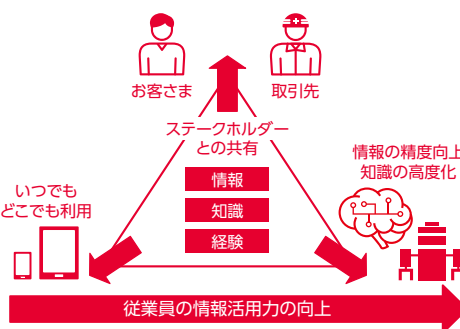 お客さま
取引先
ステークホルダー
との共有
情報
知識
経験
いつでも
どこでも利用
情報の精度向上
知識の高度化
従業員の情報活用力の向上